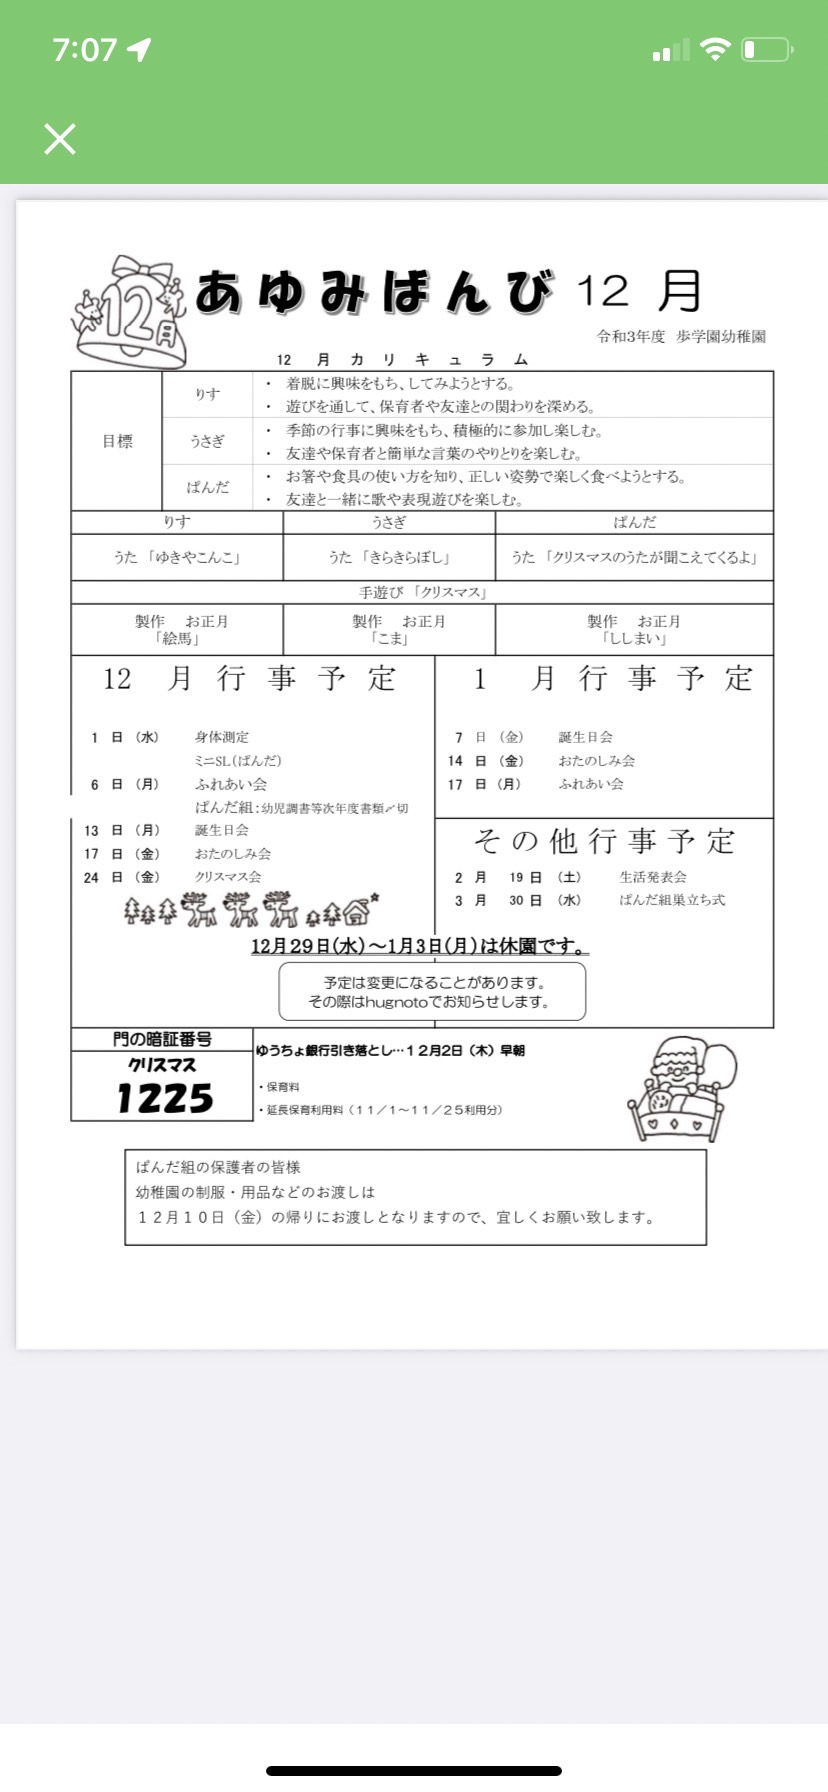 7:07
12月
あゆみばんび 12 月
令和3年度 歩学園幼稚園
12 月 カ リ キ ュ ラ ム
目標
りす
・ 着脱に興味をもち、してみようとする。
・ 遊びを通して、保育者や友達との関わりを深める。
うさぎ
・ 季節の行事に興味をもち、積極的に参加し楽しむ。
・ 友達や保育者と簡単な言葉のやりとりを楽しむ。
ぱんだ
・ お箸や食具の使い方を知り、正しい姿勢で楽しく食べようとする。
・ 友達と一緒に歌や表現遊びを楽しむ。
りす うさぎ ぱんだ
うた 「ゆきやこんこ」 うた 「きらきらぼし」 うた 「クリスマスのうたが聞こえてくるよ」
手遊び 「クリスマス」
製作 お正月 製作 お正月 製作 お正月
「絵馬」 「こま」 「ししまい」
12 月 行 事 予 定
1 日 (水) 身体測定
ミニSL(ぱんだ)
6 日 (月) ふれあい会
ぱんだ組:幼児調書等次年度書類〆切
13 日 (月) 誕生日会
17 日 (金) おたのしみ会
24 日 (金) クリスマス会
1 月 行 事 予 定
7 日 (金) 誕生日会
14 日 (金) おたのしみ会
17 日 (月) ふれあい会
そ の 他 行 事 予 定
2 月 19 日 (土) 生活発表会
3 月 30 日 (水) ぱんだ組巣立ち式
12月29日(水)～1月3日(月)は休園です。
予定は変更になることがあります。
その際はhugnotoでお知らせします。
門の暗証番号
クリスマス
1225
ゆうちょ銀行引き落とし…１２月２日（木）早朝
・保育料
・延長保育利用料（１１／１～１１／２５利用分）
ぱんだ組の保護者の皆様
幼稚園の制服・用品などのお渡しは
１２月１０日（金）の帰りにお渡しとなりますので、宜しくお願い致します。